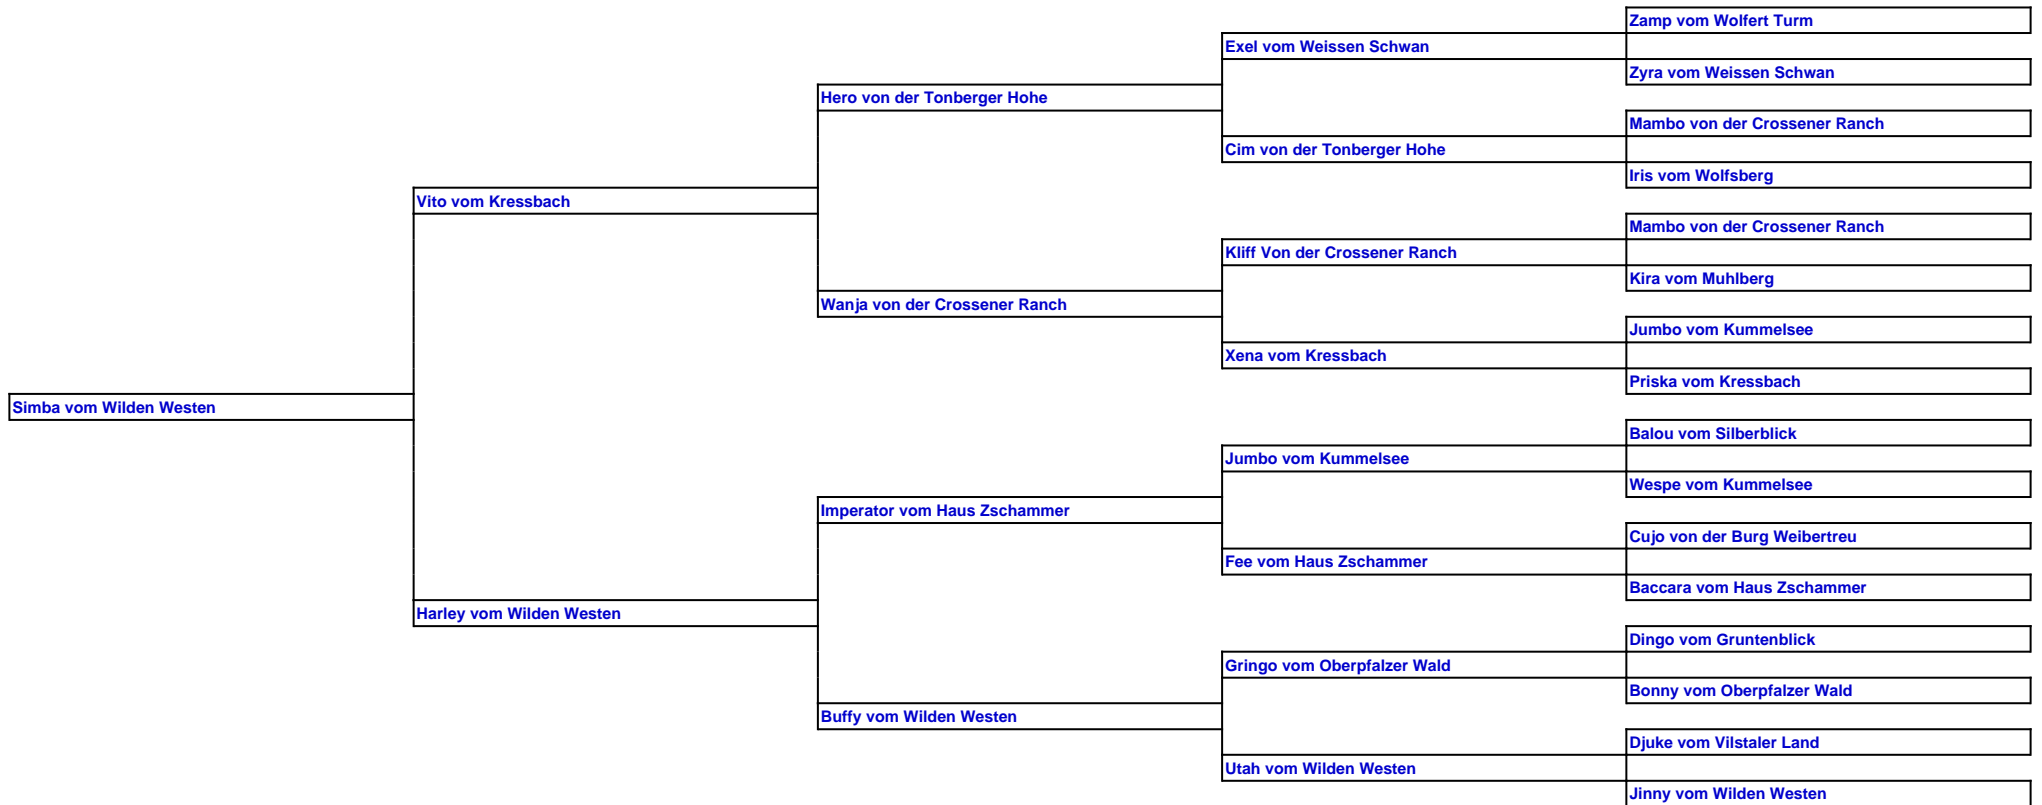 Zamp vom Wolfert Turm
Exel vom Weissen Schwan
Zyra vom Weissen Schwan
Hero von der Tonberger Hohe
Mambo von der Crossener Ranch
Cim von der Tonberger Hohe
Iris vom Wolfsberg
Vito vom Kressbach
Mambo von der Crossener Ranch
Kliff Von der Crossener Ranch
Kira vom Muhlberg
Wanja von der Crossener Ranch
Jumbo vom Kummelsee
Xena vom Kressbach
Priska vom Kressbach
Simba vom Wilden Westen
Balou vom Silberblick
Jumbo vom Kummelsee
Wespe vom Kummelsee
Imperator vom Haus Zschammer
Cujo von der Burg Weibertreu
Fee vom Haus Zschammer
Baccara vom Haus Zschammer
Harley vom Wilden Westen
Dingo vom Gruntenblick
Gringo vom Oberpfalzer Wald
Bonny vom Oberpfalzer Wald
Buffy vom Wilden Westen
Djuke vom Vilstaler Land
Utah vom Wilden Westen
Jinny vom Wilden Westen